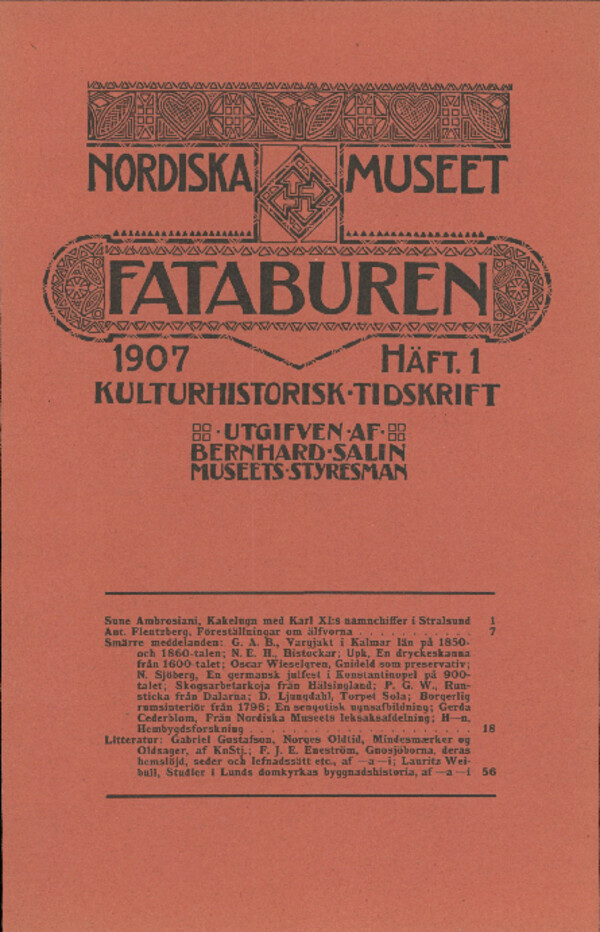 NORDISKA MUSEET
FATABUREN
1907 HÄFT. 1
KULTURHISTORISK·TIDSKRIFT
·UTGIFVEN·AF·
BERNHARD·SALIN
MUSEETS·STYRESMAN
Sune Ambrosiani, Kakelugn med Karl XI:s namnchiffer i Stralsund 1
Ant. Flentzberg, Föreställningar om älfvorna . . . . . . . . . . . 7
Smärre meddelanden: G. A. B., Vargjakt i Kalmar län på 1850-
och 1860-talen; N. E. H., Bistockar; Upk, En dryckeskanna
från 1600-talet; Oscar Wieselgren, Gnideld som preservativ;
N. Sjöberg, En germansk julfest i Konstantinopel på 900-
talet; Skogsarbetarkoja från Hälsingland; P. G. W., Run-
sticka från Dalarna; D. Ljungdahl, Torpet Sola; Borgerlig
rumsinteriör från 1798; En sengotisk ugnsafbildning; Gerda
Cederblom, Från Nordiska Museets leksaksafdelning; H—n,
Hembygdsforskning . . . . . . . . . . . . . . . . . . . . 18
Litteratur: Gabriel Gustafson, Norges Oldtid, Mindesmærker og
Oldsager, af KnStj.; F. J. E. Eneström, Gnosjöborna, deras
hemslöjd, seder och lefnadssätt etc., af —a—i; Lauritz Wei-
bull, Studier i Lunds domkyrkas byggnadshistoria, af —a—i 56